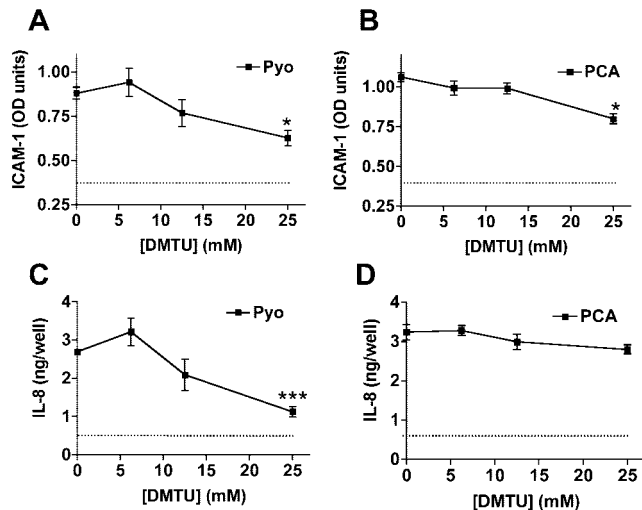 A
ICAM-1 (OD units)
1.00
0.75
0.50
0.25
Pyo
*
0 5 10 15 20 25
[DMTU] (mM)
B
ICAM-1 (OD units)
1.00
0.75
0.50
0.25
PCA
*
0 5 10 15 20 25
[DMTU] (mM)
C
IL-8 (ng/well)
4
3
2
1
0
Pyo
***
0 5 10 15 20 25
[DMTU] (mM)
D
IL-8 (ng/well)
4
3
2
1
0
PCA
0 5 10 15 20 25
[DMTU] (mM)